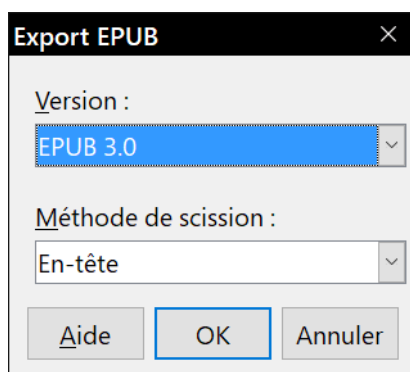 Export EPUB
Version :
EPUB 3.0
Méthode de scission :
En-tête
Aide OK Annuler